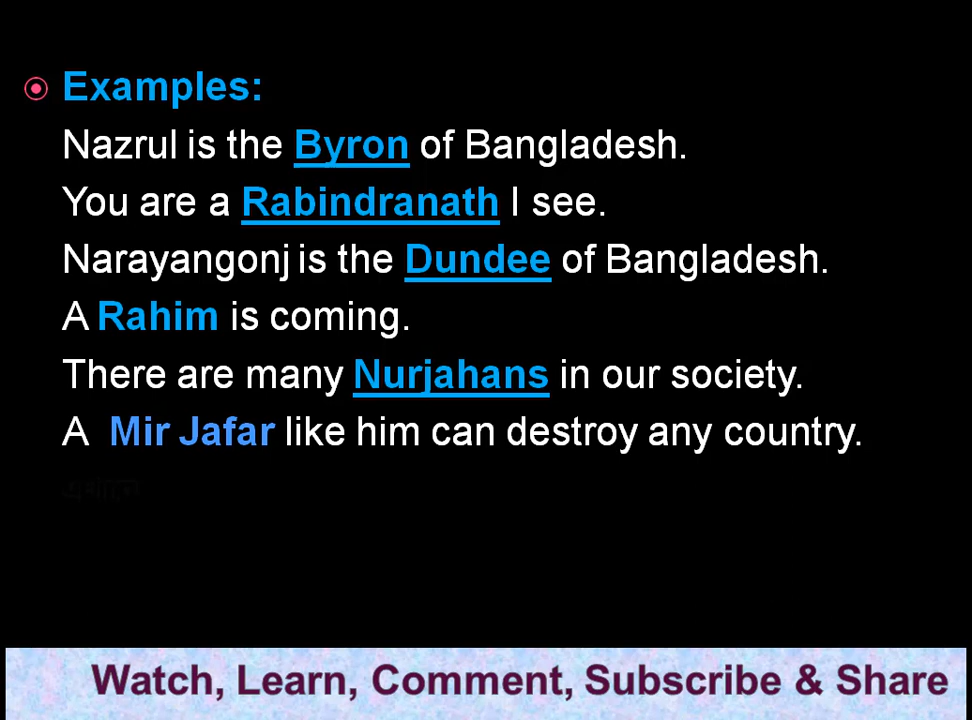 Examples:
Nazrul is the Byron of Bangladesh.
You are a Rabindranath I see.
Narayangonj is the Dundee of Bangladesh.
A Rahim is coming.
There are many Nurjahans in our society.
A Mir Jafar like him can destroy any country.
এখানে
Watch, Learn, Comment, Subscribe & Share